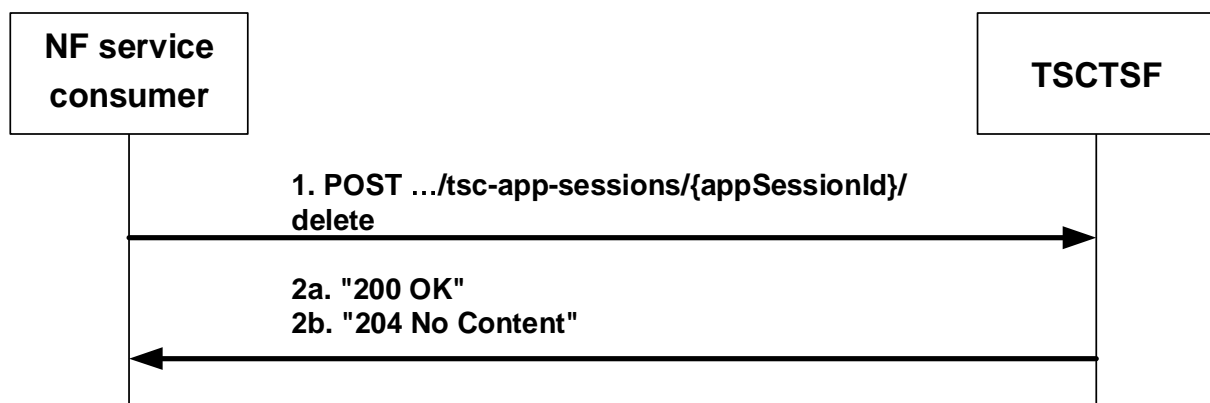 NF service
consumer
TSCTSF
1. POST …/tsc-app-sessions/{appSessionId}/
delete
2a. "200 OK"
2b. "204 No Content"